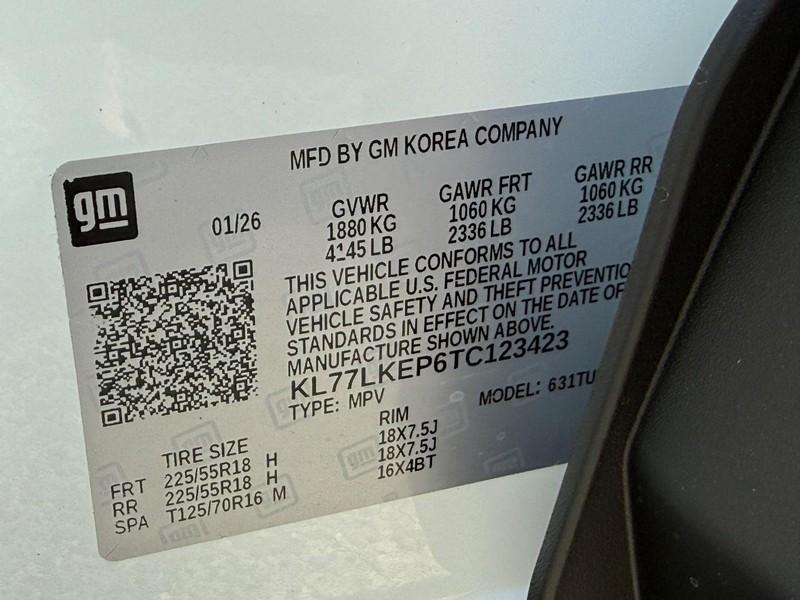 MFD BY GM KOREA COMPANY
gm
01/26
GVWR GAWR FRT GAWR RR
1880 KG 1060 KG 1060 KG
4145 LB 2336 LB 2336 LB
THIS VEHICLE CONFORMS TO ALL
APPLICABLE U.S. FEDERAL MOTOR
VEHICLE SAFETY AND THEFT PREVENTIO
STANDARDS IN EFFECT ON THE DATE OF
MANUFACTURE SHOWN ABOVE.
KL77LKEP6TC123423
TYPE: MPV MODEL: 631TU
TIRE SIZE RIM
FRT 225/55R18 H 18X7.5J
RR 225/55R18 H 18X7.5J
SPA T125/70R16 M 16X4BT